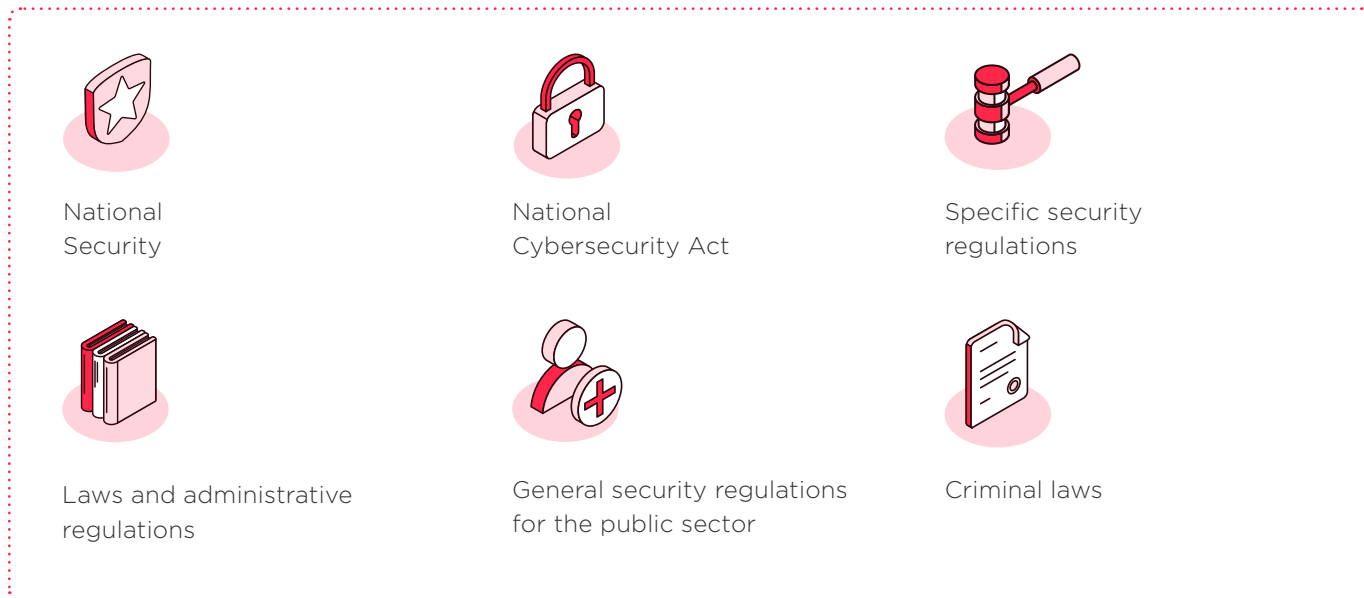 National
Security
National
Cybersecurity Act
Specific security
regulations
Laws and administrative
regulations
General security regulations
for the public sector
Criminal laws